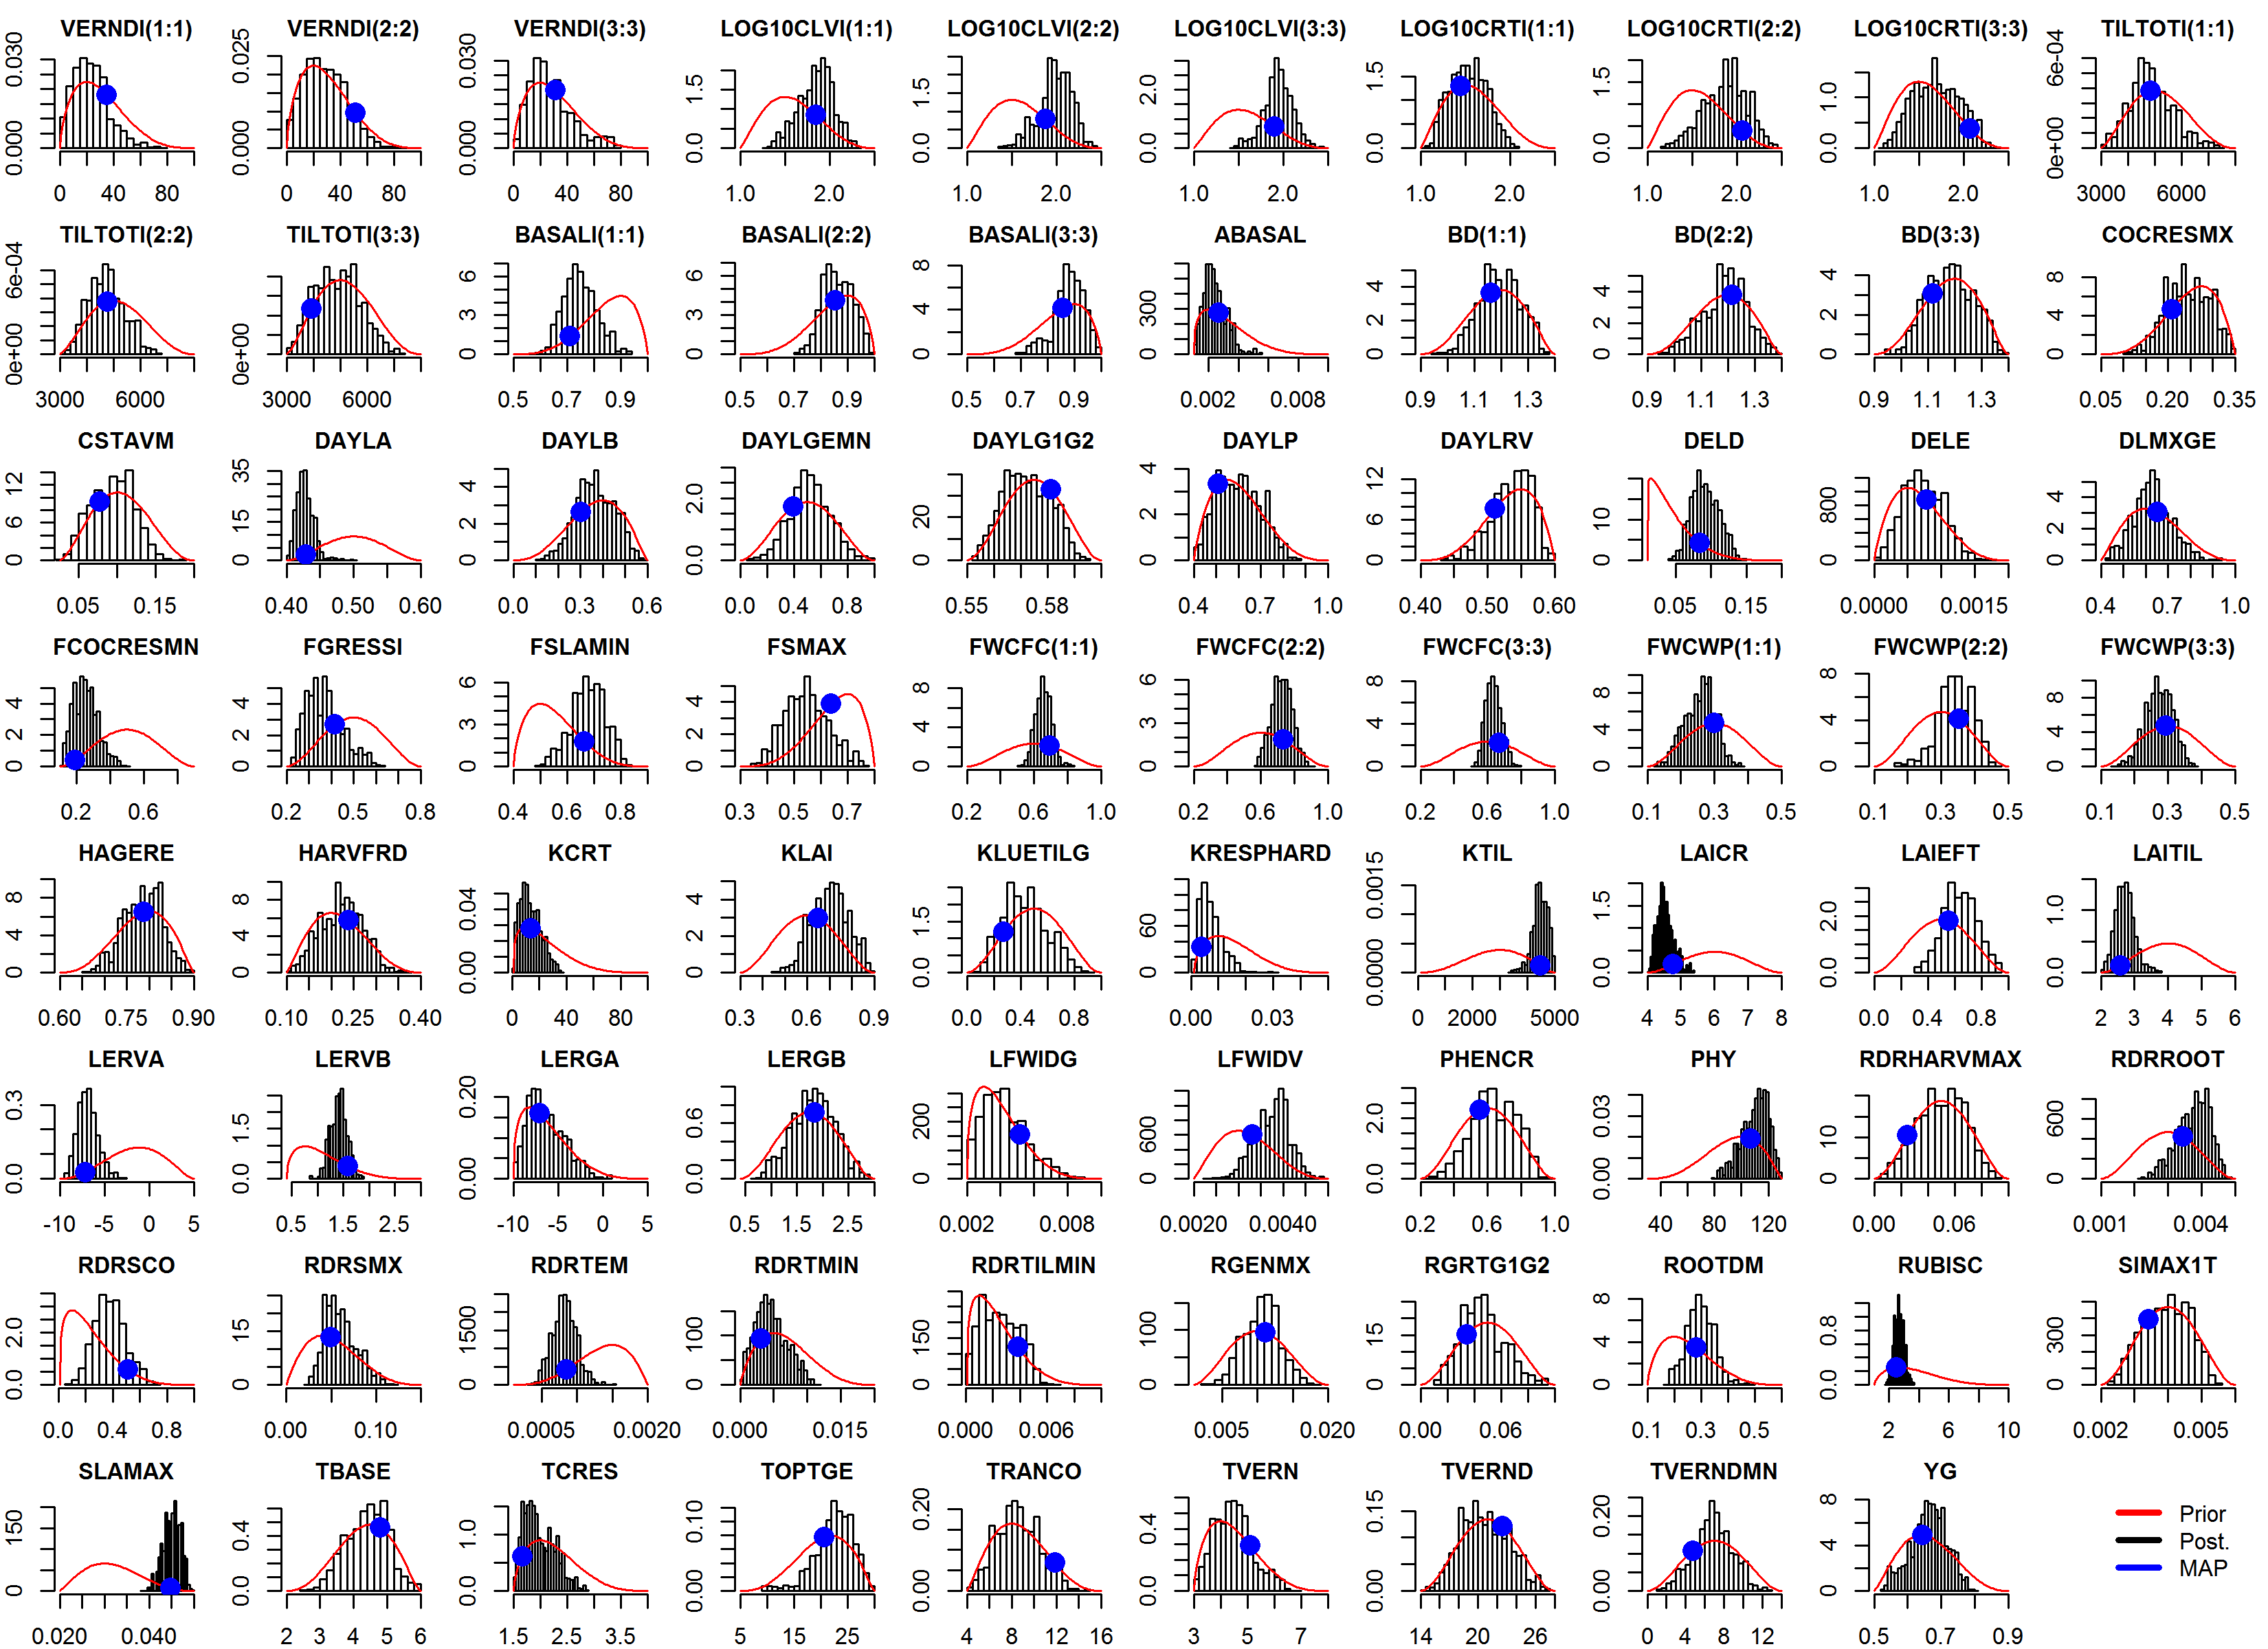 VERNDI(1:1) VERNDI(2:2) VERNDI(3:3) LOG10CLVI(1:1) LOG10CLVI(2:2) LOG10CLVI(3:3) LOG10CRTI(1:1) LOG10CRTI(2:2) LOG10CRTI(3:3) TILTOTI(1:1)
0.000 0.030 0.000 0.025 0.000 0.030 0.0 1.5 0.0 1.5 0.0 2.0 0.0 1.5 0.0 1.5 0.0 1.0 0e+00 6e-04
0 40 80 0 40 80 0 40 80 1.0 2.0 1.0 2.0 1.0 2.0 1.0 2.0 1.0 2.0 1.0 2.0 3000 6000
TILTOTI(2:2) TILTOTI(3:3) BASALI(1:1) BASALI(2:2) BASALI(3:3) ABASAL BD(1:1) BD(2:2) BD(3:3) COCRESMX
0e+00 6e-04 0e+00 0 3 6 0 3 6 0 4 8 0 300 0 2 4 0 2 4 0 2 4 0 4 8
3000 6000 3000 6000 0.5 0.7 0.9 0.5 0.7 0.9 0.5 0.7 0.9 0.002 0.008 0.9 1.1 1.3 0.9 1.1 1.3 0.9 1.1 1.3 0.05 0.20 0.35
CSTAVM DAYLA DAYLB DAYLGEMN DAYLG1G2 DAYLP DAYLRV DELD DELE DLMXGE
0 6 12 0 15 35 0 2 4 0.0 2.0 0 20 0 2 4 0 6 12 0 10 0 800 0 2 4
0.05 0.15 0.40 0.50 0.60 0.0 0.3 0.6 0.0 0.4 0.8 0.55 0.58 0.4 0.7 1.0 0.40 0.50 0.60 0.05 0.15 0.0000 0.0015 0.4 0.7 1.0
FCOCRESMN FGRESSI FSLAMIN FSMAX FWCFC(1:1) FWCFC(2:2) FWCFC(3:3) FWCWP(1:1) FWCWP(2:2) FWCWP(3:3)
0 2 4 0 2 4 0 3 6 0 2 4 0 4 8 0 3 6 0 4 8 0 4 8 0 4 8 0 4 8
0.2 0.6 0.2 0.5 0.8 0.4 0.6 0.8 0.3 0.5 0.7 0.2 0.6 1.0 0.2 0.6 1.0 0.2 0.6 1.0 0.1 0.3 0.5 0.1 0.3 0.5 0.1 0.3 0.5
HAGERE HARVFRD KCRT KLAI KLUETILG KRESPHARD KTIL LAICR LAIEFT LAITIL
0 4 8 0 4 8 0.00 0.04 0 2 4 0.0 1.5 0 60 0.0000 0.0015 0.0 1.5 0.0 2.0 0.0 1.0
0.60 0.75 0.90 0.10 0.25 0.40 0 40 80 0.3 0.6 0.9 0.0 0.4 0.8 0.00 0.03 0 2000 5000 4 5 6 7 8 0.0 0.4 0.8 2 3 4 5 6
LERVA LERVB LERGA LERGB LFWIDG LFWIDV PHENCR PHY RDRHARVMAX RDRROOT
0.0 0.3 0.0 1.5 0.00 0.20 0.0 0.6 0 200 0 600 0.0 2.0 0.00 0.03 0 10 0 600
-10 -5 0 5 0.5 1.5 2.5 -10 -5 0 5 0.5 1.5 2.5 0.002 0.008 0.0020 0.0040 0.2 0.6 1.0 40 80 120 0.00 0.06 0.001 0.004
RDRSCO RDRSMX RDRTEM RDRTMIN RDRTILMIN RGENMX RGRTG1G2 ROOTDM RUBISC SIMAX1T
0.0 2.0 0 15 0 1500 0 100 0 150 0 100 0 15 0 4 8 0.0 0.8 0 300
0.0 0.4 0.8 0.00 0.10 0.0005 0.0020 0.000 0.015 0.000 0.006 0.005 0.020 0.00 0.06 0.1 0.3 0.5 2 6 10 0.002 0.005
SLAMAX TBASE TCRES TOPTGE TRANCO TVERN TVERND TVERNDMN YG
0 150 0.0 0.4 0.0 1.0 0.00 0.10 0.00 0.20 0.0 0.4 0.00 0.15 0.00 0.20 0 4 8
Prior
Post.
MAP
0.020 0.040 2 3 4 5 6 1.5 2.5 3.5 5 15 25 4 8 12 16 3 5 7 14 20 26 0 4 8 14 0.5 0.7 0.9